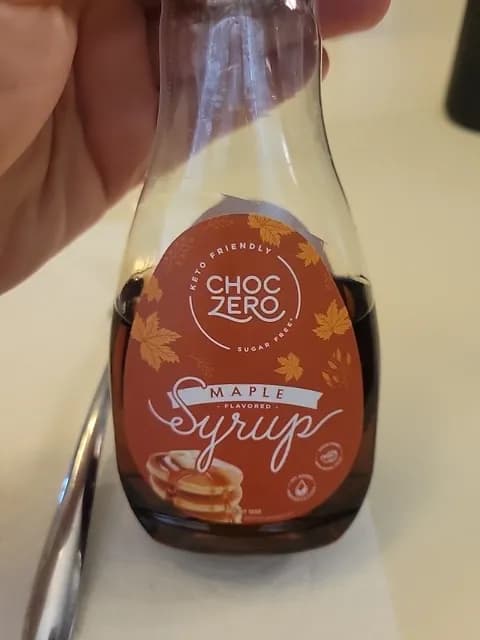 KETO FRIENDLY
CHOC
ZERO
SUGAR FREE*
MAPLE
- FLAVORED -
Syrup